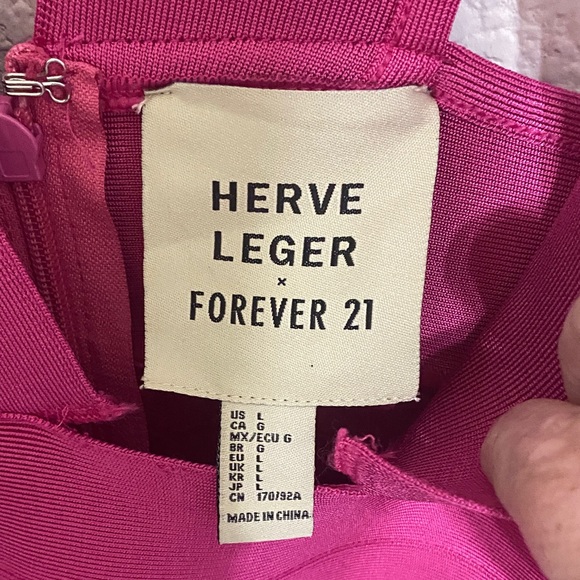 HERVE
LEGER
×
FOREVER 21
US L
CA G
MX/ECU G
BR G
EU L
UK L
KR L
JP L
CN 170/92A
MADE IN CHINA